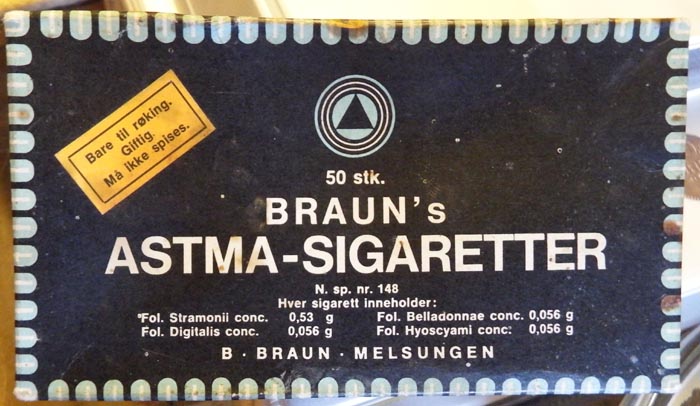 Bare til røking.
Giftig.
Må ikke spises.
50 stk.
BRAUN's
ASTMA-SIGARETTER
N. sp. nr. 148
Hver sigarett inneholder:
Fol. Stramonii conc. 0,53 g Fol. Belladonnae conc. 0,056 g
Fol. Digitalis conc. 0,056 g Fol. Hyoscyami conc: 0,056 g
B · BRAUN · MELSUNGEN